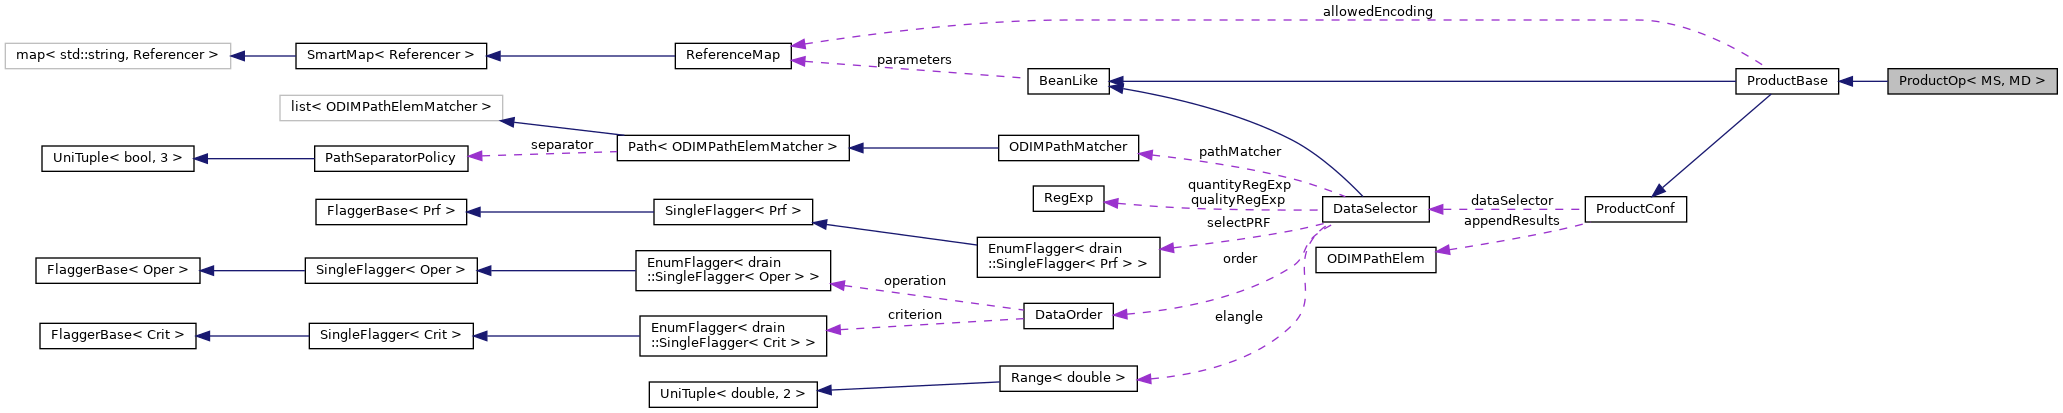 allowedEncoding
map< std::string, Referencer >
SmartMap< Referencer >
ReferenceMap
parameters
BeanLike
ProductBase
ProductOp< MS, MD >
list< ODIMPathElemMatcher >
UniTuple< bool, 3 >
PathSeparatorPolicy
separator
Path< ODIMPathElemMatcher >
ODIMPathMatcher
pathMatcher
quantityRegExp
qualityRegExp
RegExp
DataSelector
dataSelector
appendResults
ProductConf
FlaggerBase< Prf >
SingleFlagger< Prf >
selectPRF
EnumFlagger< drain
::SingleFlagger< Prf > >
ODIMPathElem
order
FlaggerBase< Oper >
SingleFlagger< Oper >
EnumFlagger< drain
::SingleFlagger< Oper > >
operation
criterion
DataOrder
elangle
FlaggerBase< Crit >
SingleFlagger< Crit >
EnumFlagger< drain
::SingleFlagger< Crit > >
UniTuple< double, 2 >
Range< double >